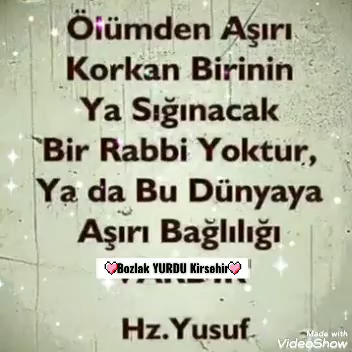 Ölümden Aşırı
Korkan Birinin
Ya Sığınacak
Bir Rabbi Yoktur,
Ya da Bu Dünyaya
Aşırı Bağlılığı
Bozlak YURDU Kirsehir
Hz.Yusuf
Made with
VideoShow